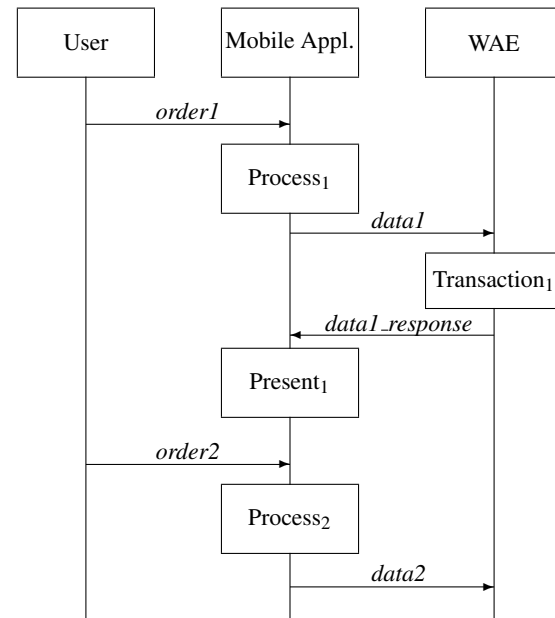 User
Mobile Appl.
WAE
order1
Process₁
data1
Transaction₁
data1_response
Present₁
order2
Process₂
data2